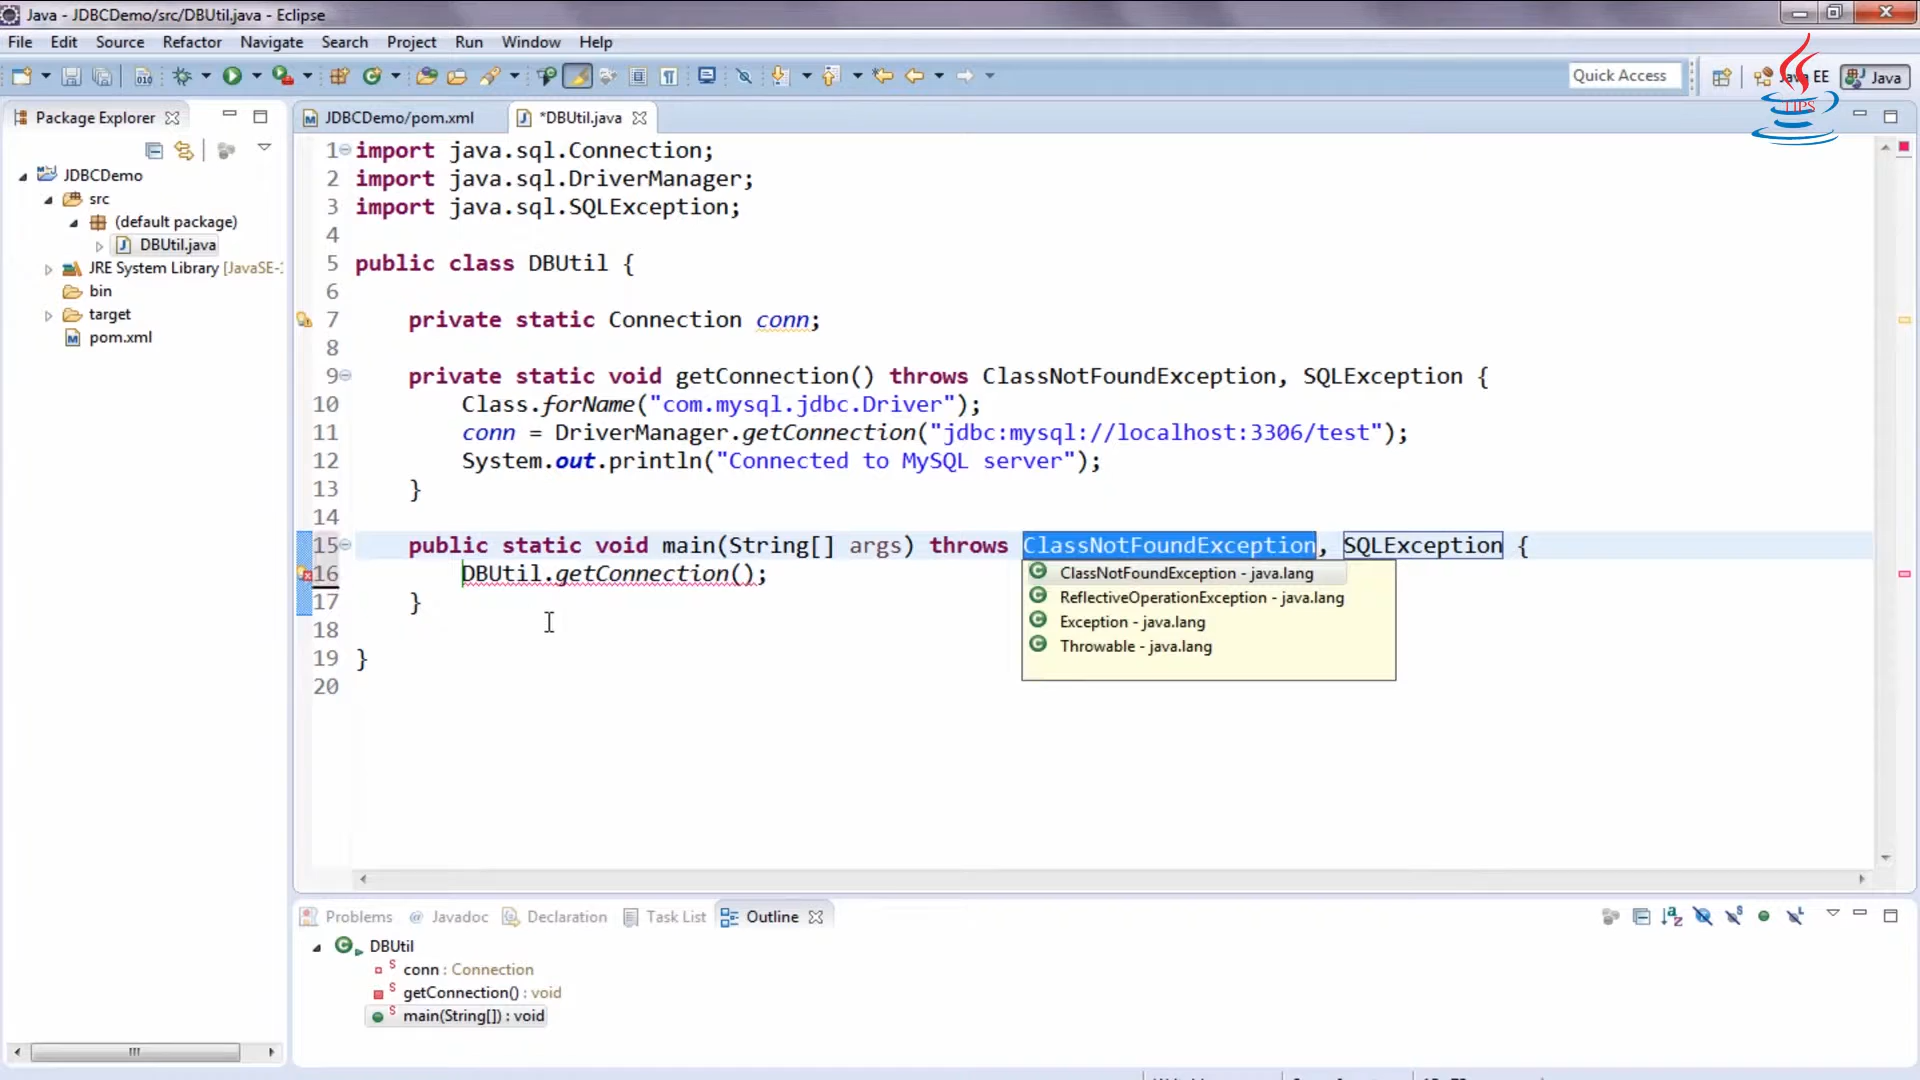 Java - JDBCDemo/src/DBUtil.java - Eclipse
File Edit Source Refactor Navigate Search Project Run Window Help
Quick Access
Java EE
Java
TIPS
Package Explorer
JDBCDemo/pom.xml
*DBUtil.java
JDBCDemo
src
(default package)
DBUtil.java
JRE System Library [JavaSE-1
bin
target
pom.xml
1 import java.sql.Connection;
2 import java.sql.DriverManager;
3 import java.sql.SQLException;
4
5 public class DBUtil {
6
7 private static Connection conn;
8
9 private static void getConnection() throws ClassNotFoundException, SQLException {
10 Class.forName("com.mysql.jdbc.Driver");
11 conn = DriverManager.getConnection("jdbc:mysql://localhost:3306/test");
12 System.out.println("Connected to MySQL server");
13 }
14
15 public static void main(String[] args) throws ClassNotFoundException, SQLException {
16 DBUtil.getConnection();
17 }
18
19 }
20
ClassNotFoundException - java.lang
ReflectiveOperationException - java.lang
Exception - java.lang
Throwable - java.lang
Problems @ Javadoc Declaration Task List Outline
DBUtil
conn : Connection
getConnection() : void
main(String[]) : void